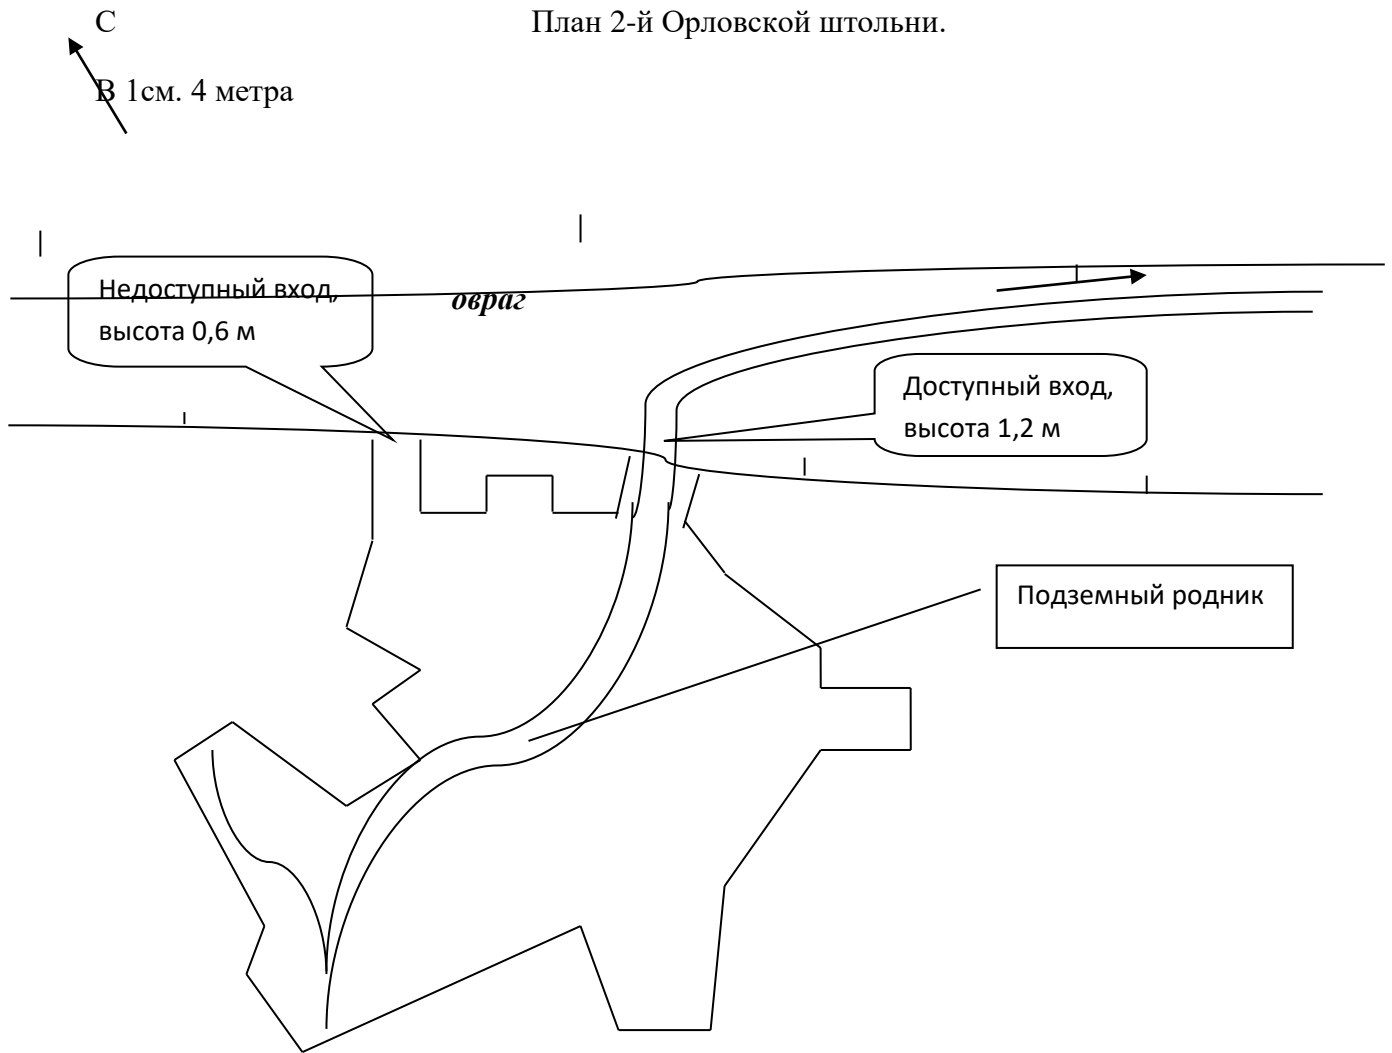 С
План 2-й Орловской штольни.
В 1см. 4 метра
Недоступный вход,
высота 0,6 м
овраг
Доступный вход,
высота 1,2 м
Подземный родник